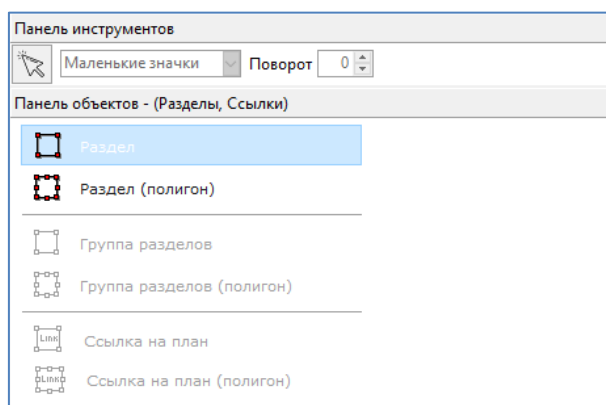 Панель инструментов
Маленькие значки Поворот 0
Панель объектов - (Разделы, Ссылки)
Раздел
Раздел (полигон)
Группа разделов
Группа разделов (полигон)
Link Ссылка на план
Link Ссылка на план (полигон)